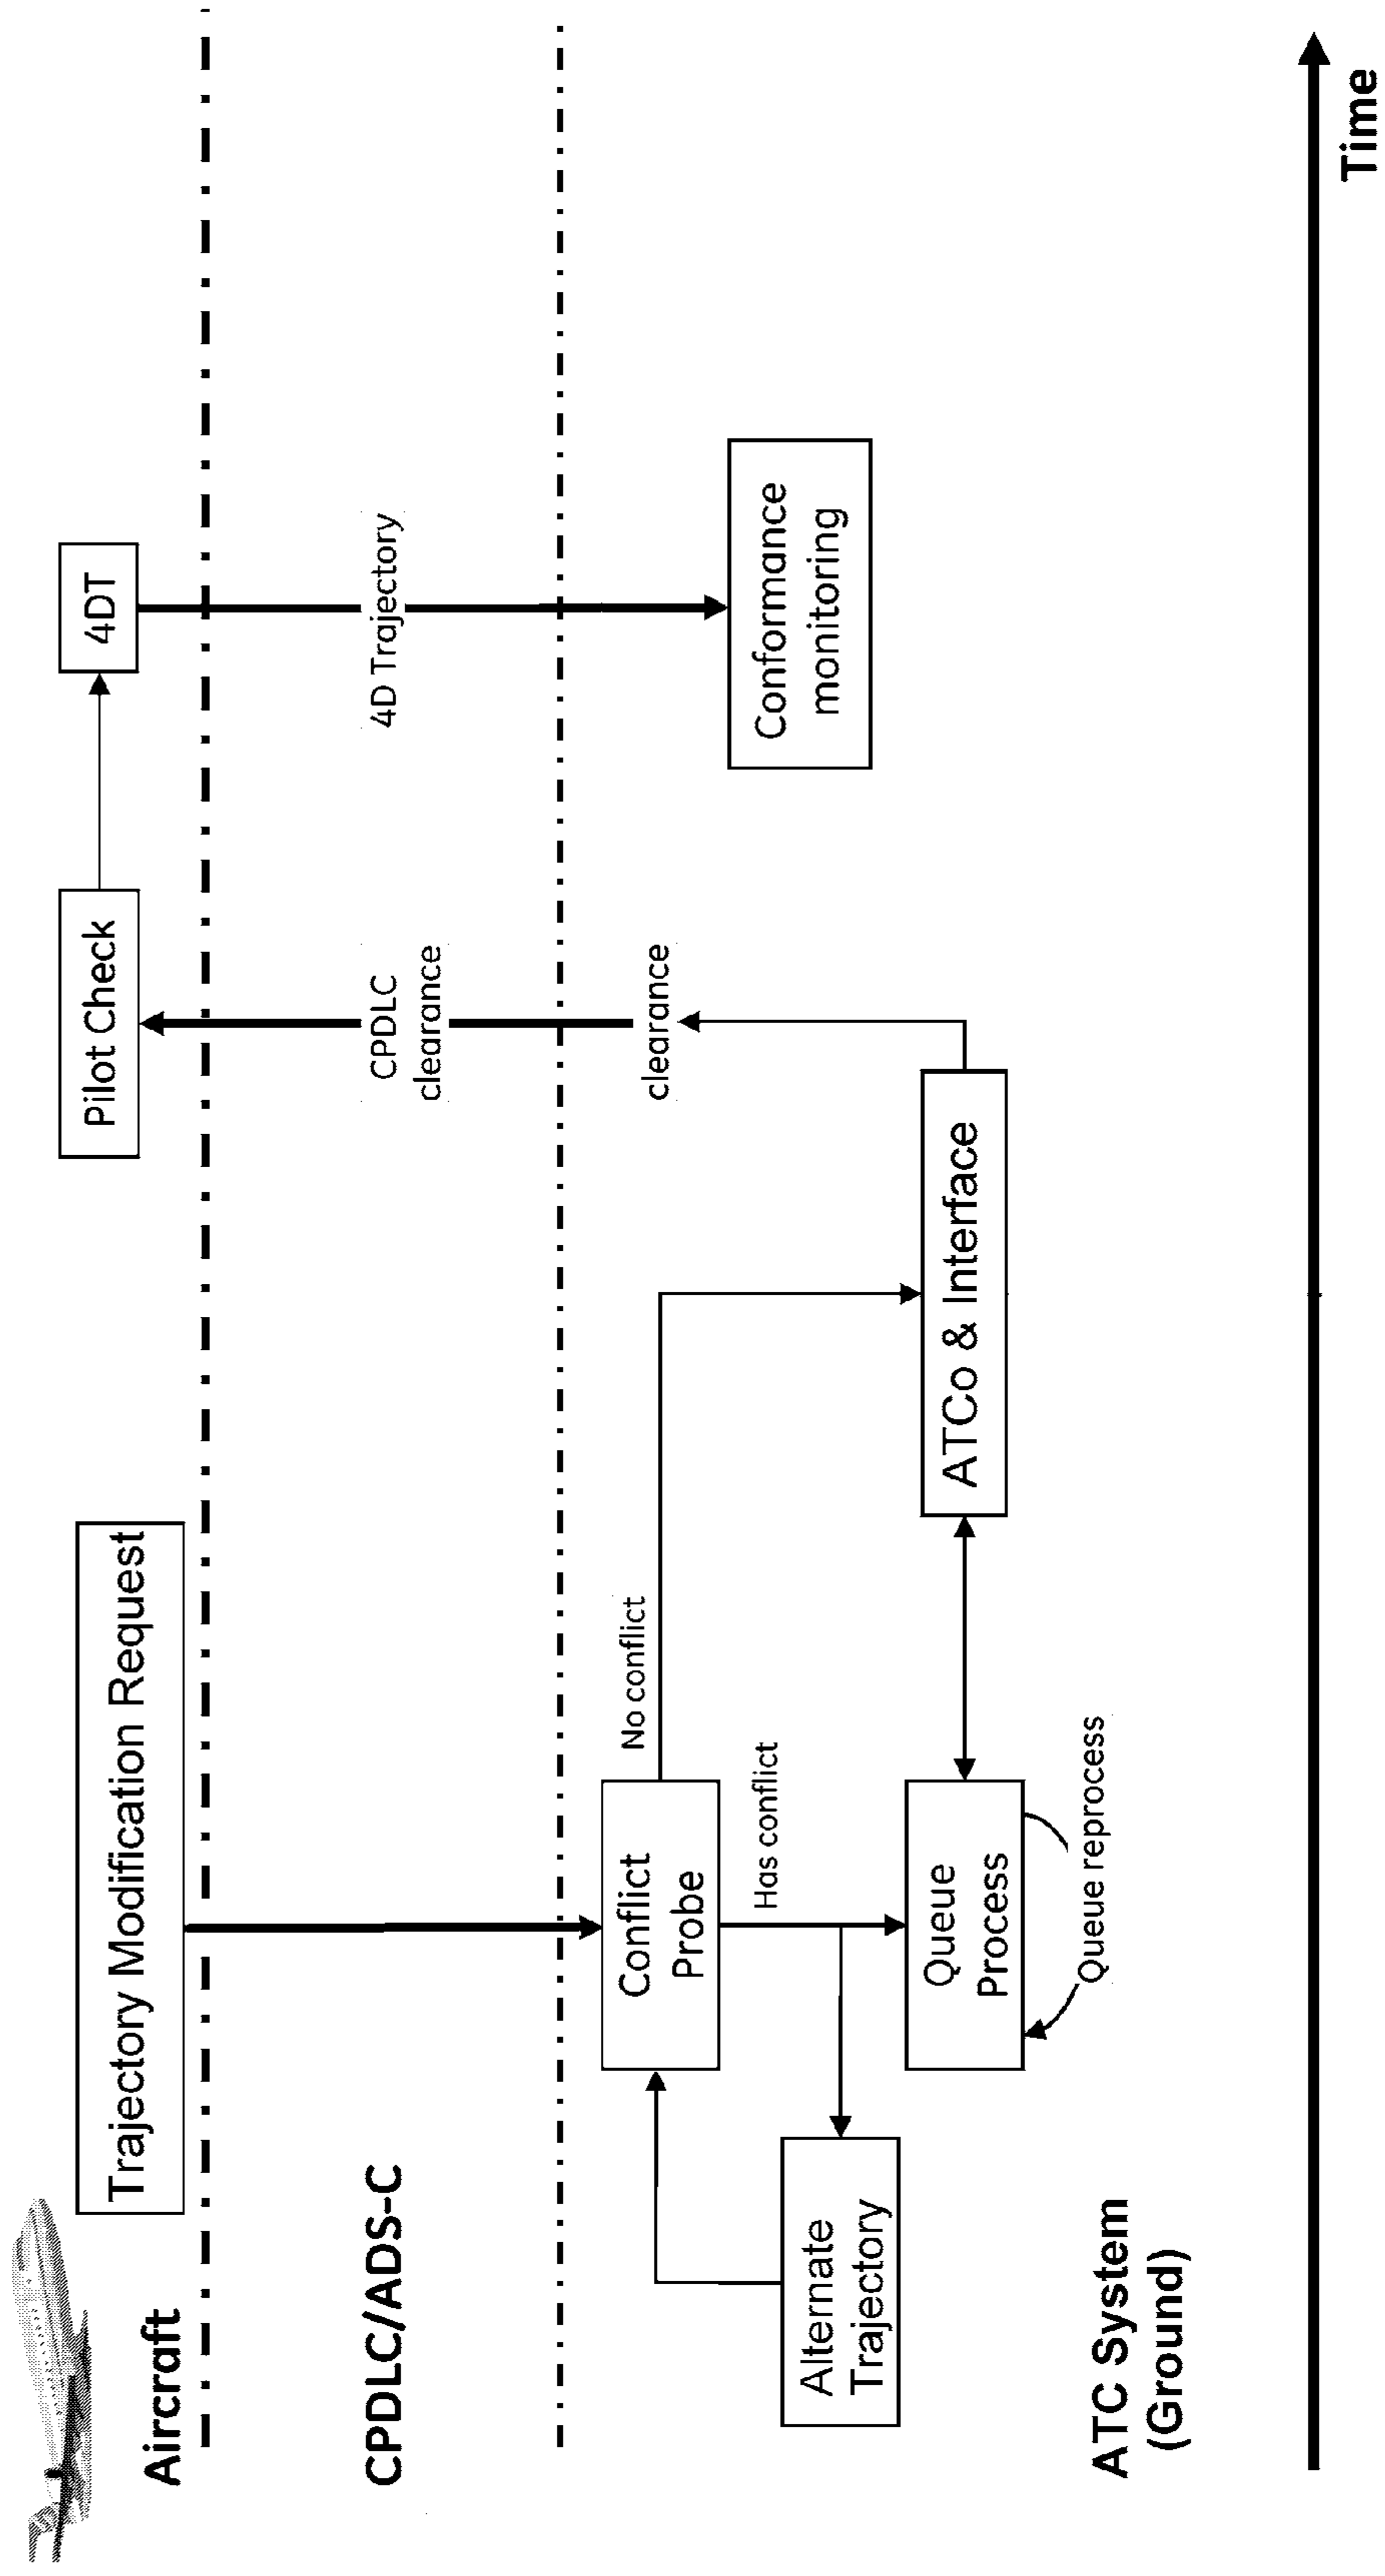 Aircraft
Trajectory Modification Request
Pilot Check
4DT
CPDLC/ADS-C
CPDLC
clearance
4D Trajectory
Conflict
Probe
No conflict
clearance
Has conflict
Conformance
monitoring
Alternate
Trajectory
Queue
Process
ATCo & Interface
Queue reprocess
ATC System
(Ground)
Time